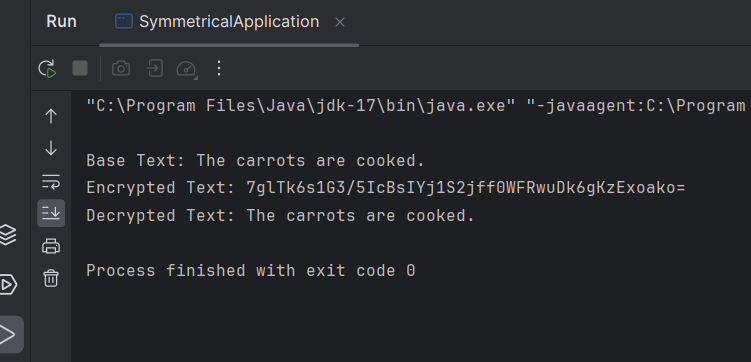 Run
SymmetricalApplication
"C:\Program Files\Java\jdk-17\bin\java.exe" "-javaagent:C:\Program
Base Text: The carrots are cooked.
Encrypted Text: 7glTk6s1G3/5IcBsIYj1S2jff0WFRwuDk6gKzExoako=
Decrypted Text: The carrots are cooked.
Process finished with exit code 0